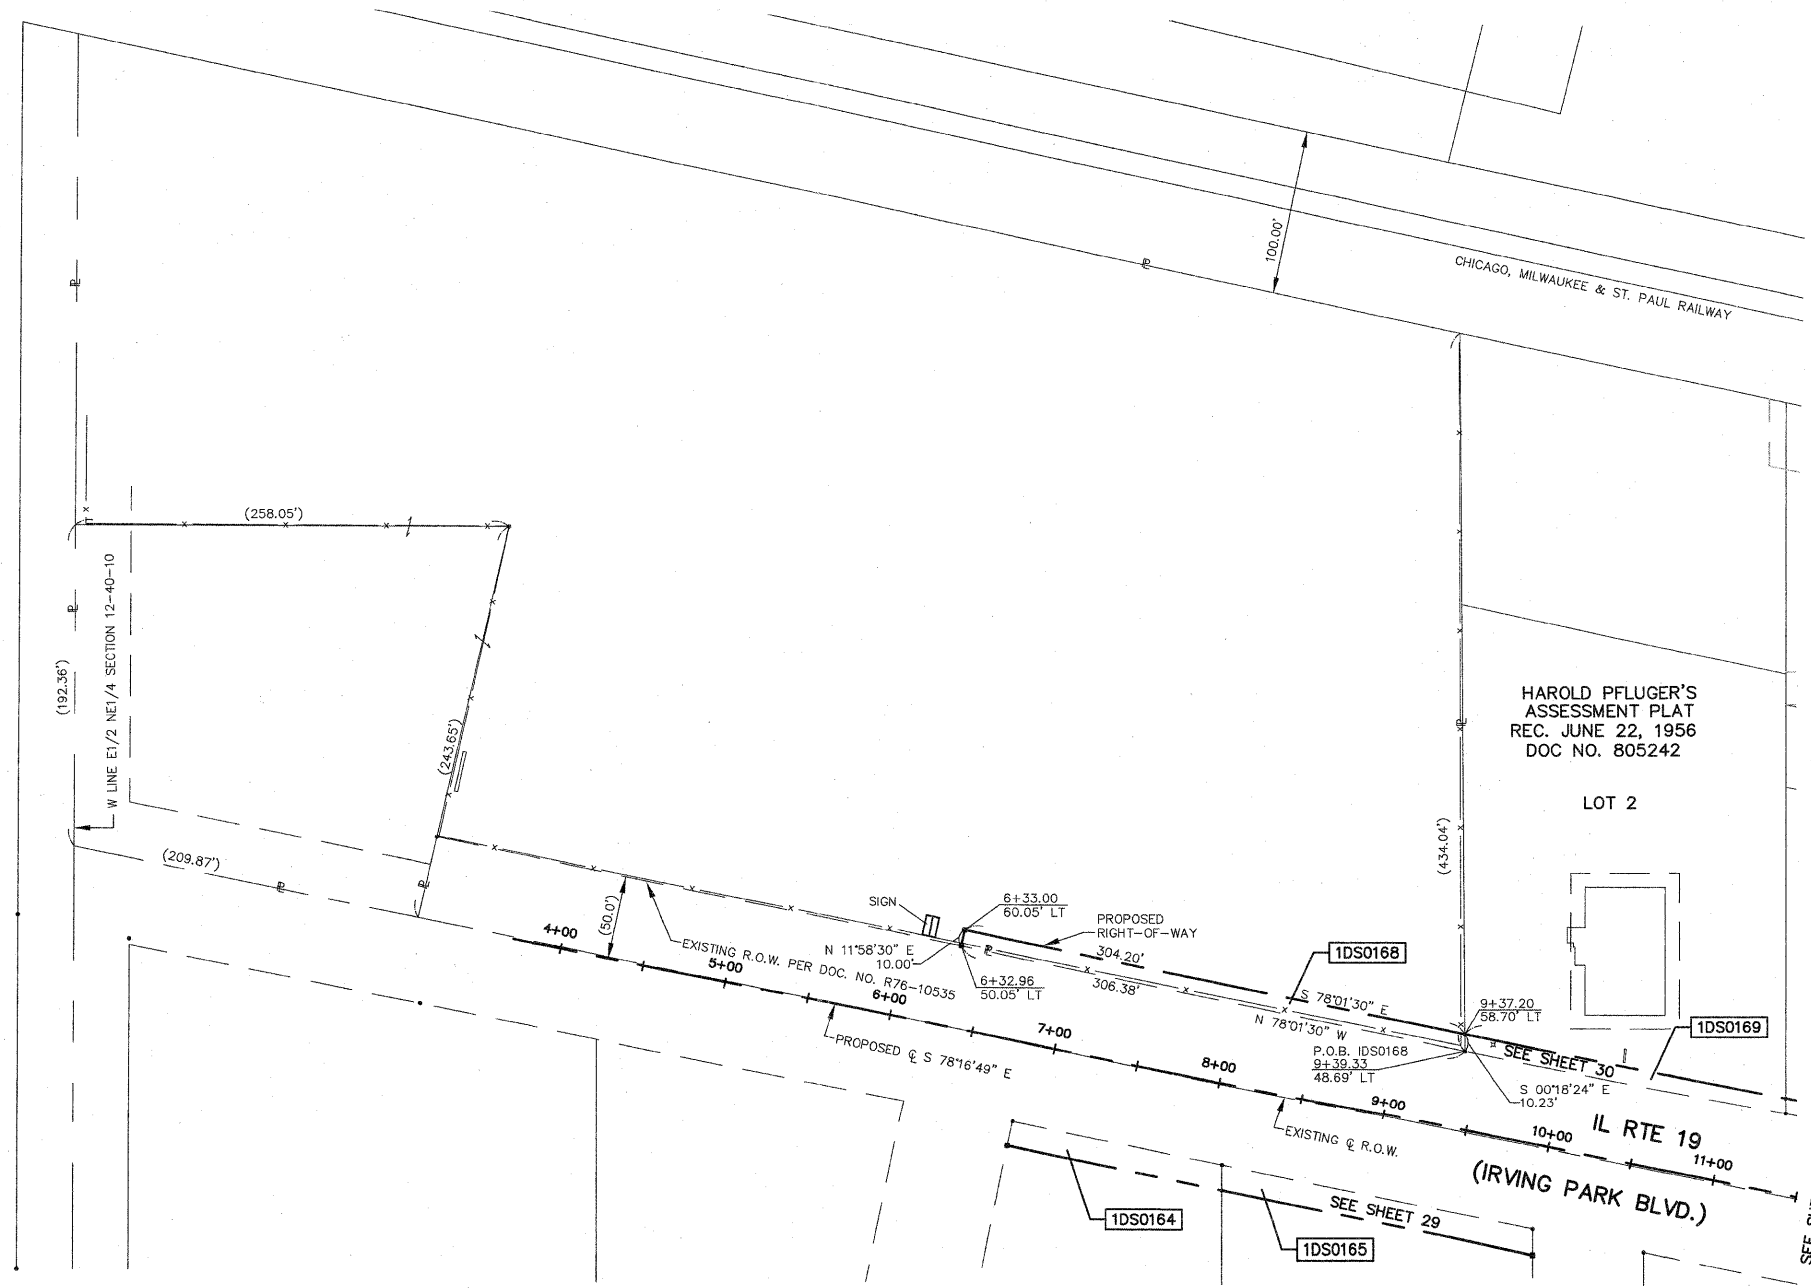 100.00'
CHICAGO, MILWAUKEE & ST. PAUL RAILWAY
(258.05')
W LINE E1/2 NE1/4 SECTION 12-40-10
(192.36')
(243.65')
(209.87')
HAROLD PFLUGER'S
ASSESSMENT PLAT
REC. JUNE 22, 1956
DOC NO. 805242
LOT 2
(434.04')
SIGN
6+33.00
60.05' LT
PROPOSED
RIGHT-OF-WAY
304.20'
1DS0168
(50.0')
4+00
5+00
6+00
7+00
8+00
9+00
10+00
11+00
EXISTING R.O.W. PER DOC. NO. R76-10535
N 11°58'30" E
10.00'
6+32.96
50.05' LT
306.38'
S 78°01'30" E
N 78°01'30" W
9+37.20
58.70' LT
P.O.B. IDS0168
9+39.33
48.69' LT
1DS0169
SEE SHEET 30
S 00°18'24" E
10.23'
PROPOSED ℄ S 78°16'49" E
EXISTING ℄ R.O.W.
IL RTE 19
(IRVING PARK BLVD.)
1DS0164
SEE SHEET 29
1DS0165
SEE